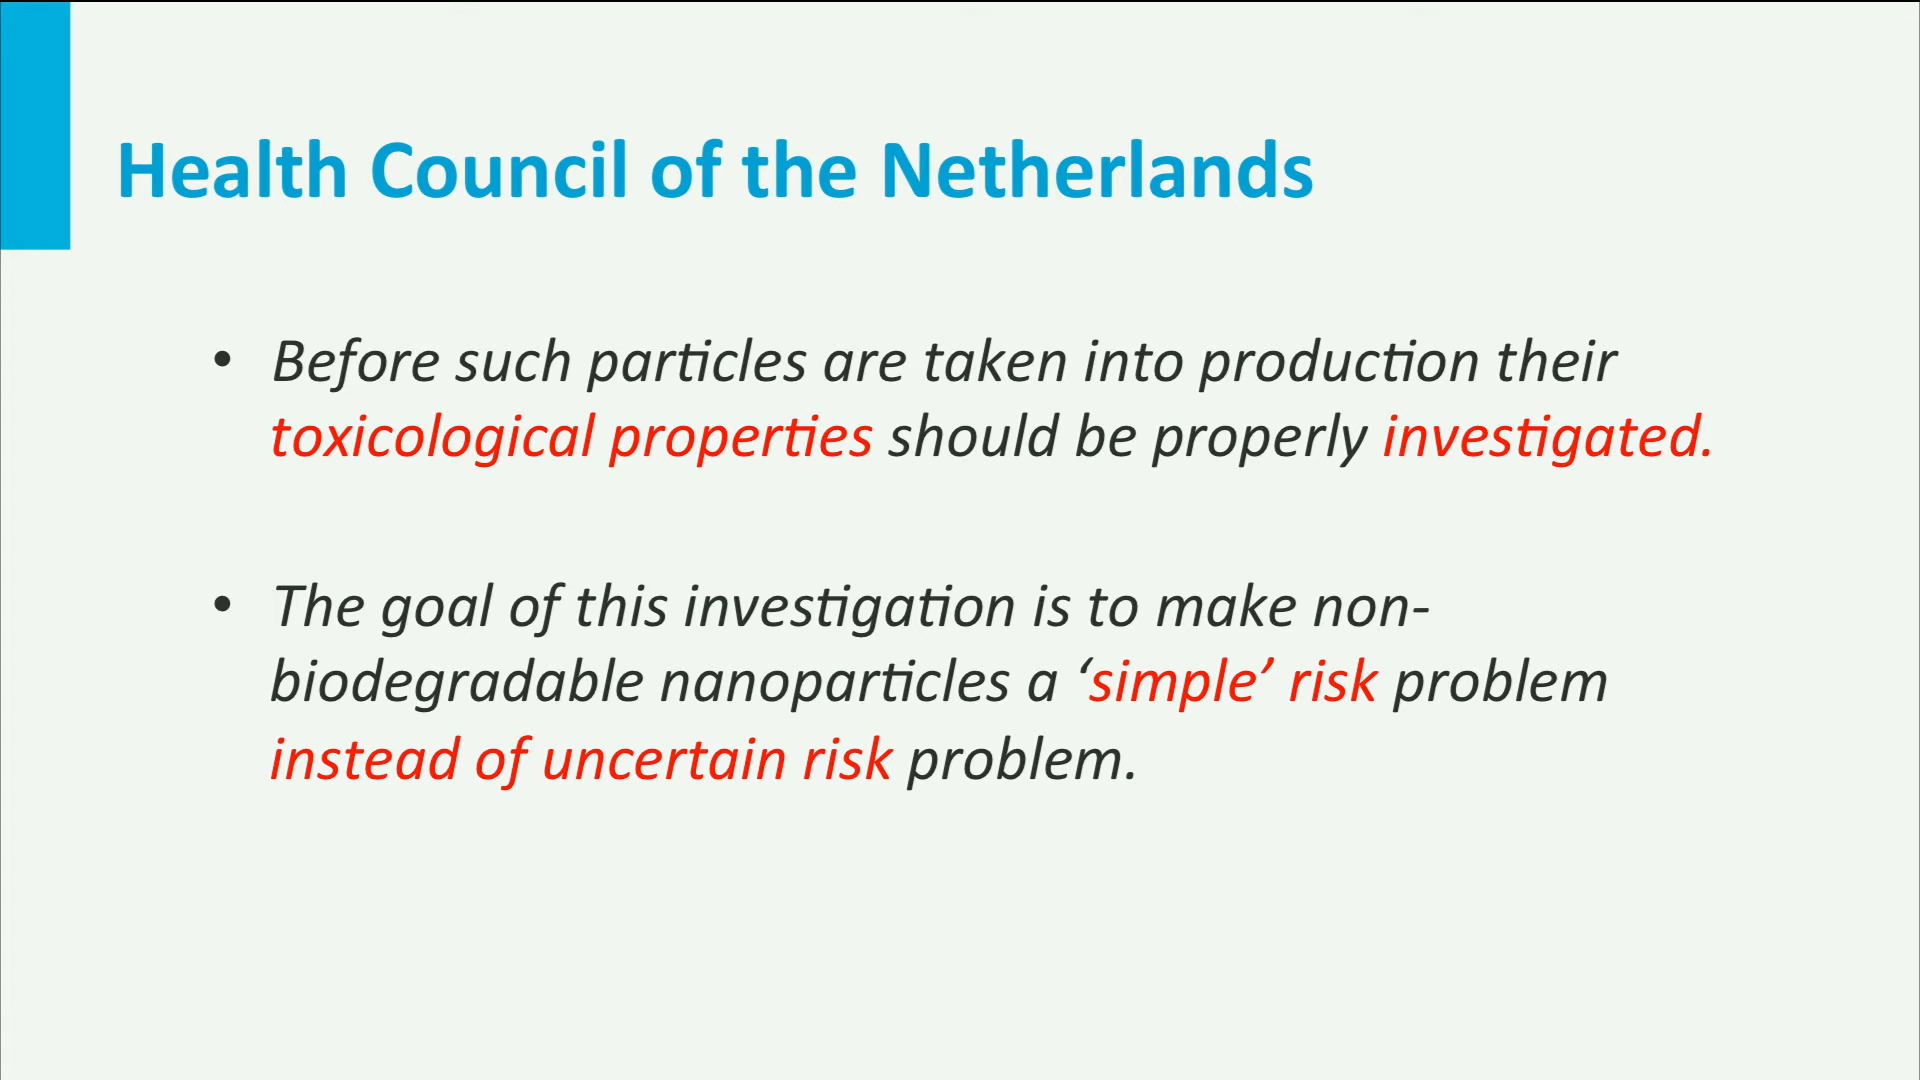 Health Council of the Netherlands
• Before such particles are taken into production their
toxicological properties should be properly investigated.
• The goal of this investigation is to make non-
biodegradable nanoparticles a ‘simple’ risk problem
instead of uncertain risk problem.